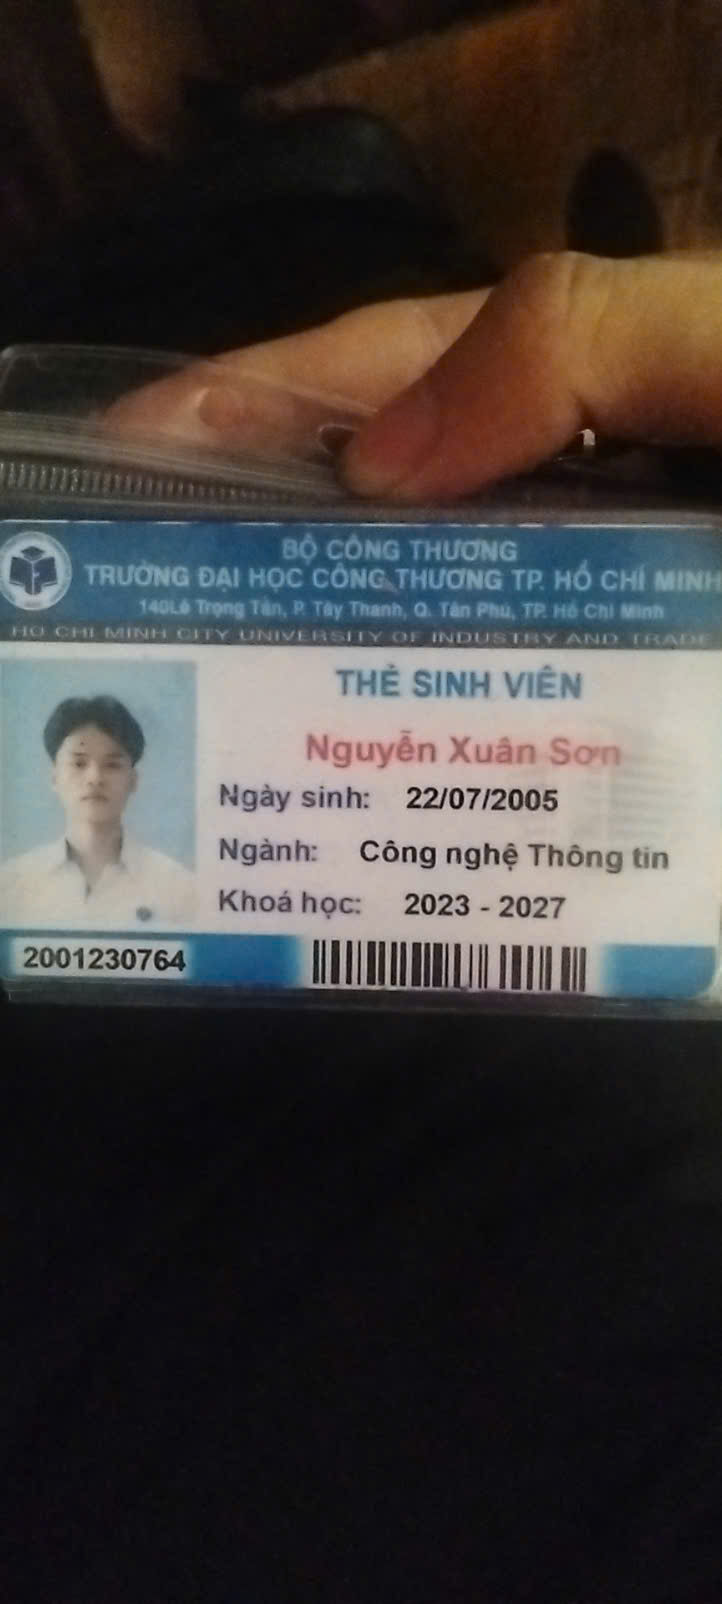 BỘ CÔNG THƯƠNG
TRƯỜNG ĐẠI HỌC CÔNG THƯƠNG TP. HỒ CHÍ MINH
140Lê Trọng Tấn, P. Tây Thạnh, Q. Tân Phú, TP. Hồ Chí Minh
HO CHI MINH CITY UNIVERSITY OF INDUSTRY AND TRADE
THẺ SINH VIÊN
Nguyễn Xuân Sơn
Ngày sinh: 22/07/2005
Ngành: Công nghệ Thông tin
Khoá học: 2023 - 2027
2001230764